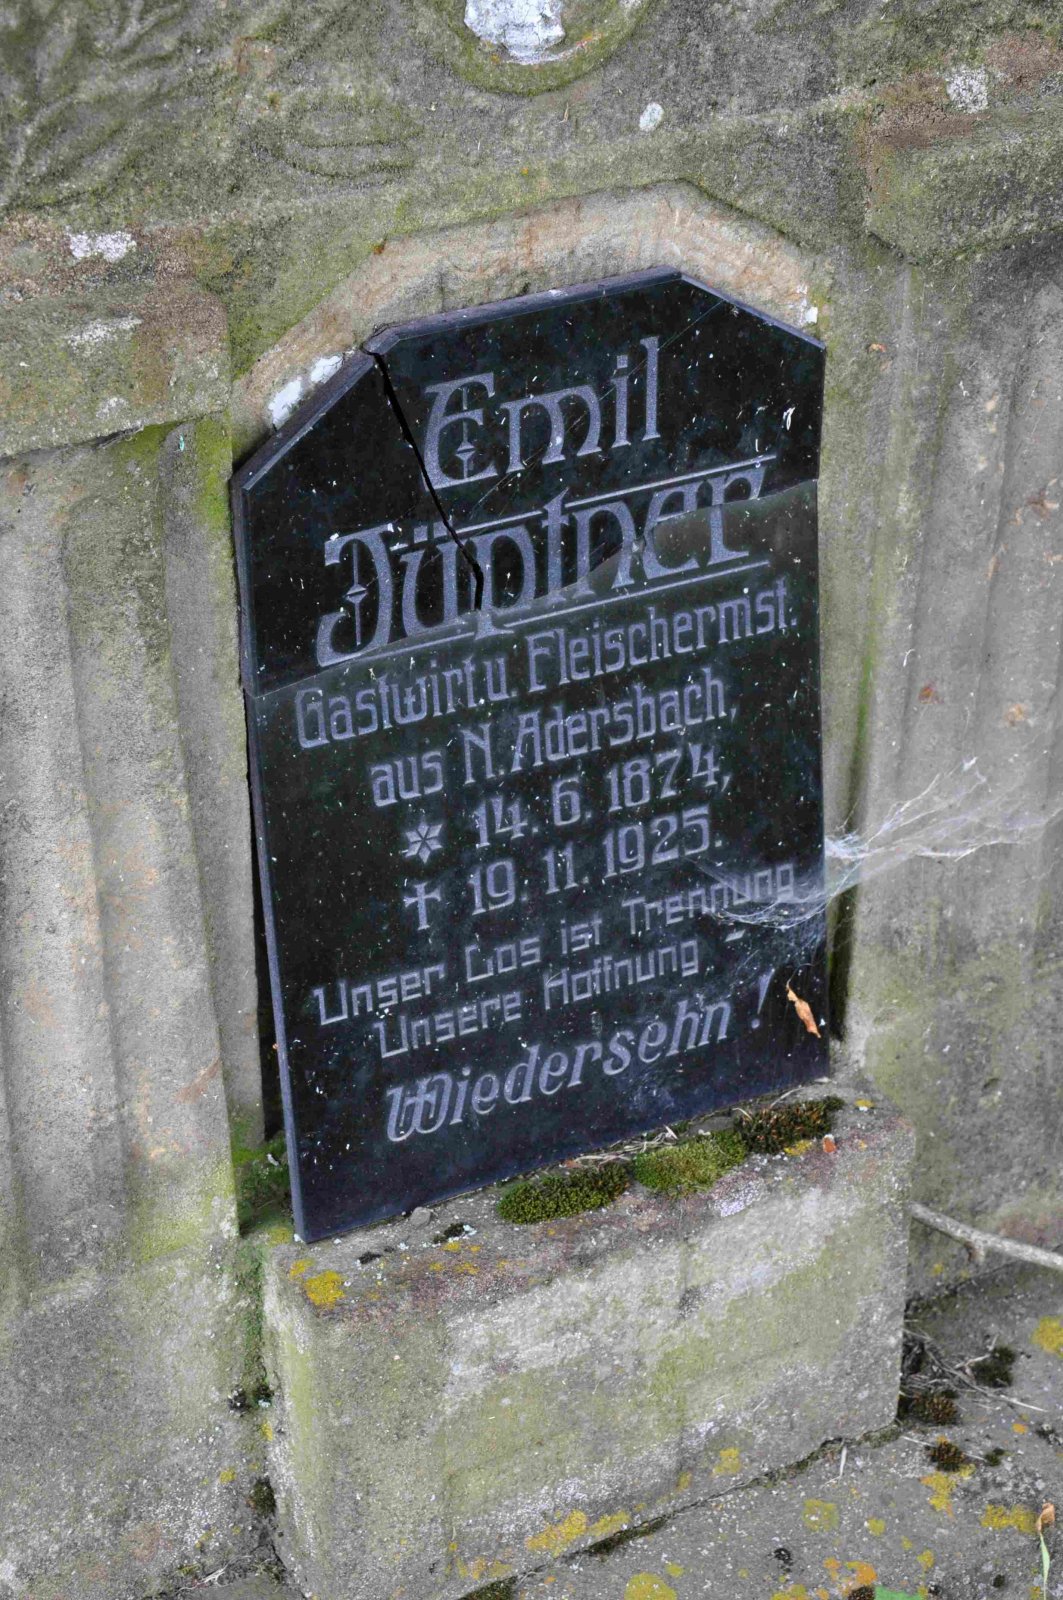 Emil
Jüptner
Gastwirt u. Fleischermst.
aus N. Adersbach,
* 14. 6. 1874,
† 19. 11. 1925.
Unser Los ist Trennung
Unsere Hoffnung -
Wiedersehn!